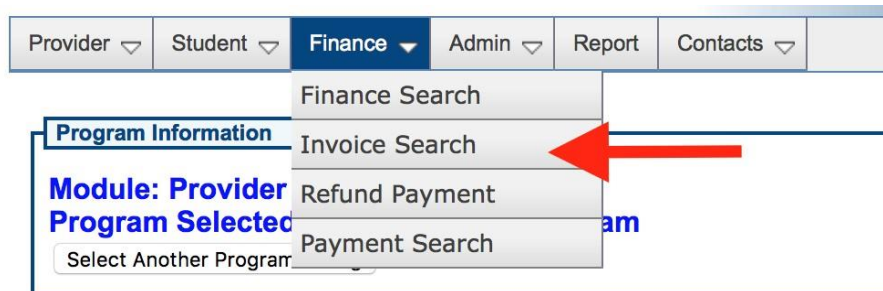 Provider Student Finance Admin Report Contacts
Finance Search
Program Information
Invoice Search
Module: Provider
Refund Payment
Program Selected am
Payment Search
Select Another Program